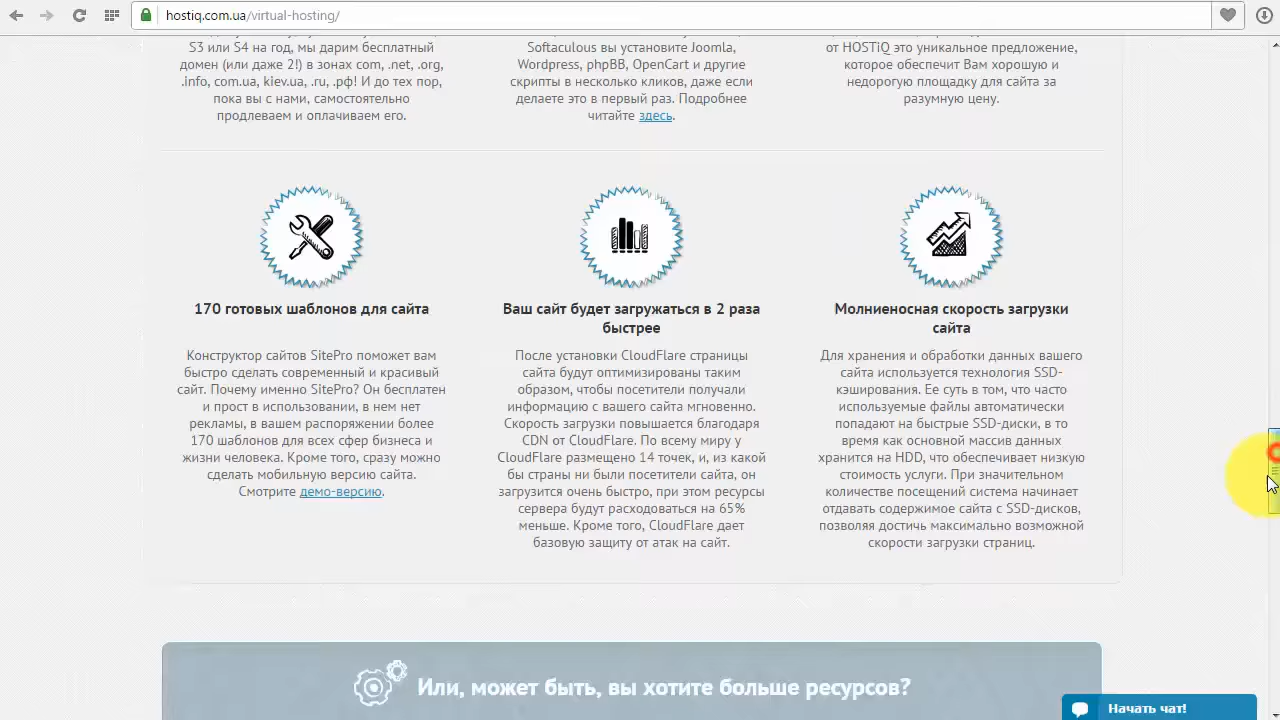 hostiq.com.ua/virtual-hosting/
S3 или S4 на год, мы дарим бесплатный
домен (или даже 2!) в зонах com, .net, .org,
.info, com.ua, kiev.ua, .ru, .рф! И до тех пор,
пока вы с нами, самостоятельно
продлеваем и оплачиваем его.
Softaculous вы установите Joomla,
Wordpress, phpBB, OpenCart и другие
скрипты в несколько кликов, даже если
делаете это в первый раз. Подробнее
читайте здесь.
от HOSTiQ это уникальное предложение,
которое обеспечит Вам хорошую и
недорогую площадку для сайта за
разумную цену.
170 готовых шаблонов для сайта
Конструктор сайтов SitePro поможет вам
быстро сделать современный и красивый
сайт. Почему именно SitePro? Он бесплатен
и прост в использовании, в нем нет
рекламы, в вашем распоряжении более
170 шаблонов для всех сфер бизнеса и
жизни человека. Кроме того, сразу можно
сделать мобильную версию сайта.
Смотрите демо-версию.
Ваш сайт будет загружаться в 2 раза
быстрее
После установки CloudFlare страницы
сайта будут оптимизированы таким
образом, чтобы посетители получали
информацию с вашего сайта мгновенно.
Скорость загрузки повышается благодаря
CDN от CloudFlare. По всему миру у
CloudFlare размещено 14 точек, и, из какой
бы страны ни были посетители сайта, он
загрузится очень быстро, при этом ресурсы
сервера будут расходоваться на 65%
меньше. Кроме того, CloudFlare дает
базовую защиту от атак на сайт.
Молниеносная скорость загрузки
сайта
Для хранения и обработки данных вашего
сайта используется технология SSD-
кэширования. Ее суть в том, что часто
используемые файлы автоматически
попадают на быстрые SSD-диски, в то
время как основной массив данных
хранится на HDD, что обеспечивает низкую
стоимость услуги. При значительном
количестве посещений система начинает
отдавать содержимое сайта с SSD-дисков,
позволяя достичь максимально возможной
скорости загрузки страниц.
Или, может быть, вы хотите больше ресурсов?
Начать чат!